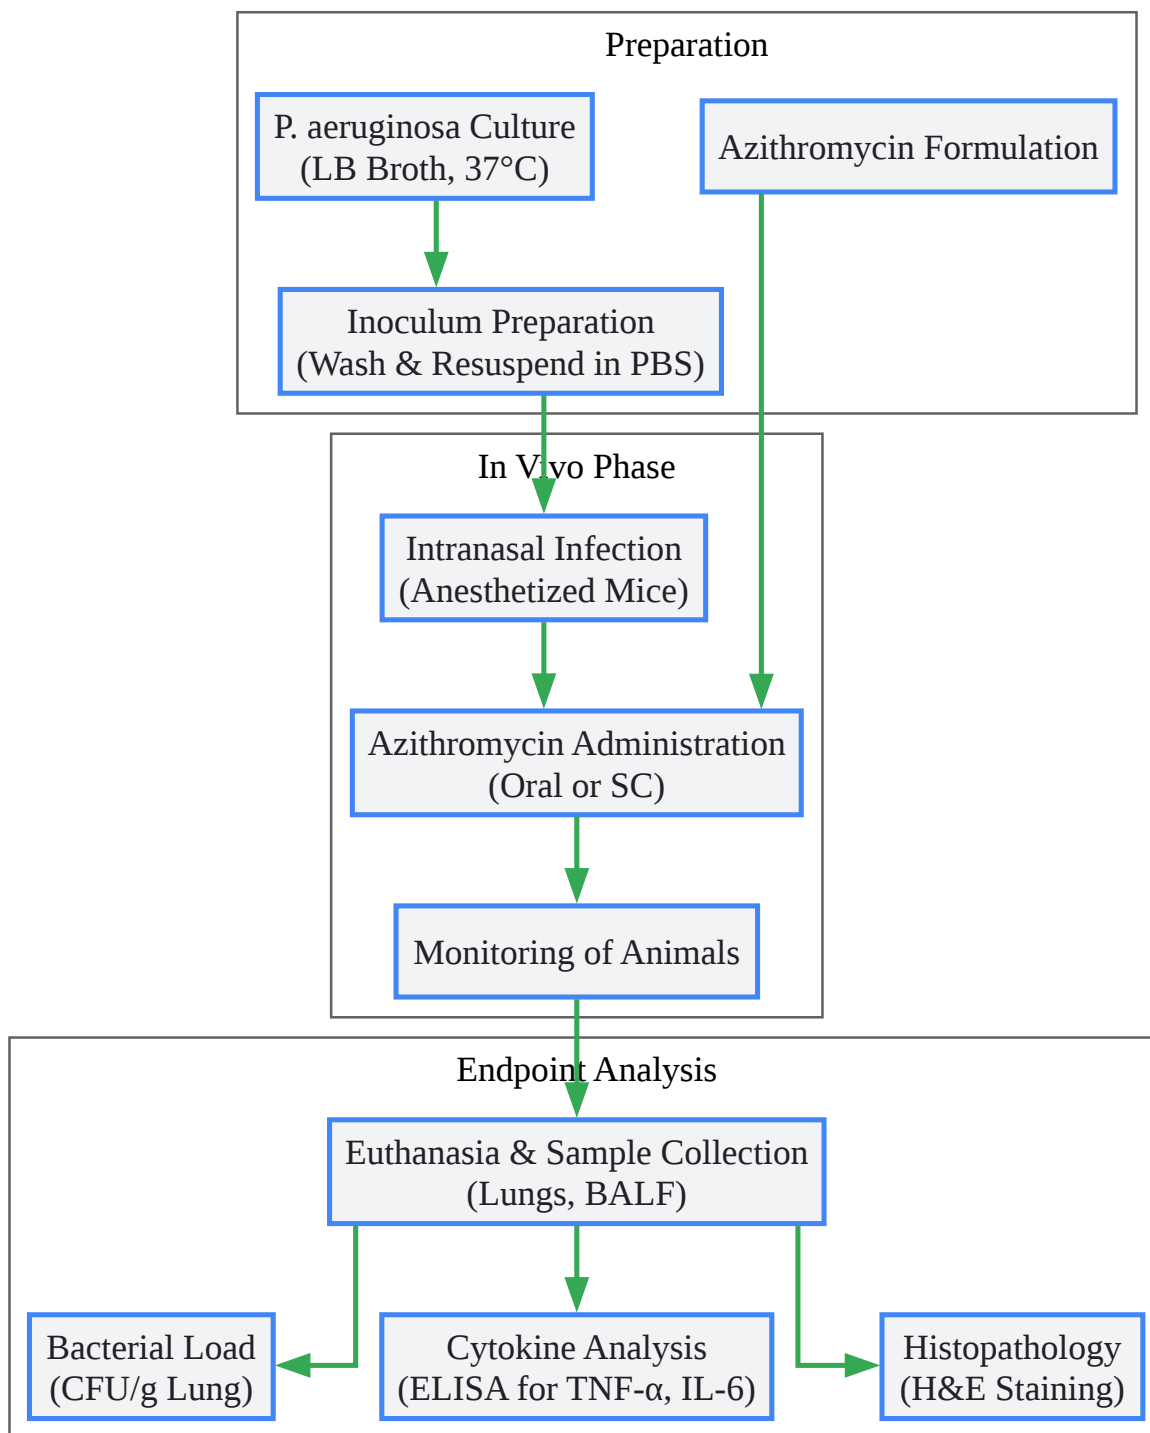 Preparation
P. aeruginosa Culture
(LB Broth, 37°C)
Azithromycin Formulation
Inoculum Preparation
(Wash & Resuspend in PBS)
In Vivo Phase
Intranasal Infection
(Anesthetized Mice)
Azithromycin Administration
(Oral or SC)
Monitoring of Animals
Endpoint Analysis
Euthanasia & Sample Collection
(Lungs, BALF)
Bacterial Load
(CFU/g Lung)
Cytokine Analysis
(ELISA for TNF-α, IL-6)
Histopathology
(H&E Staining)